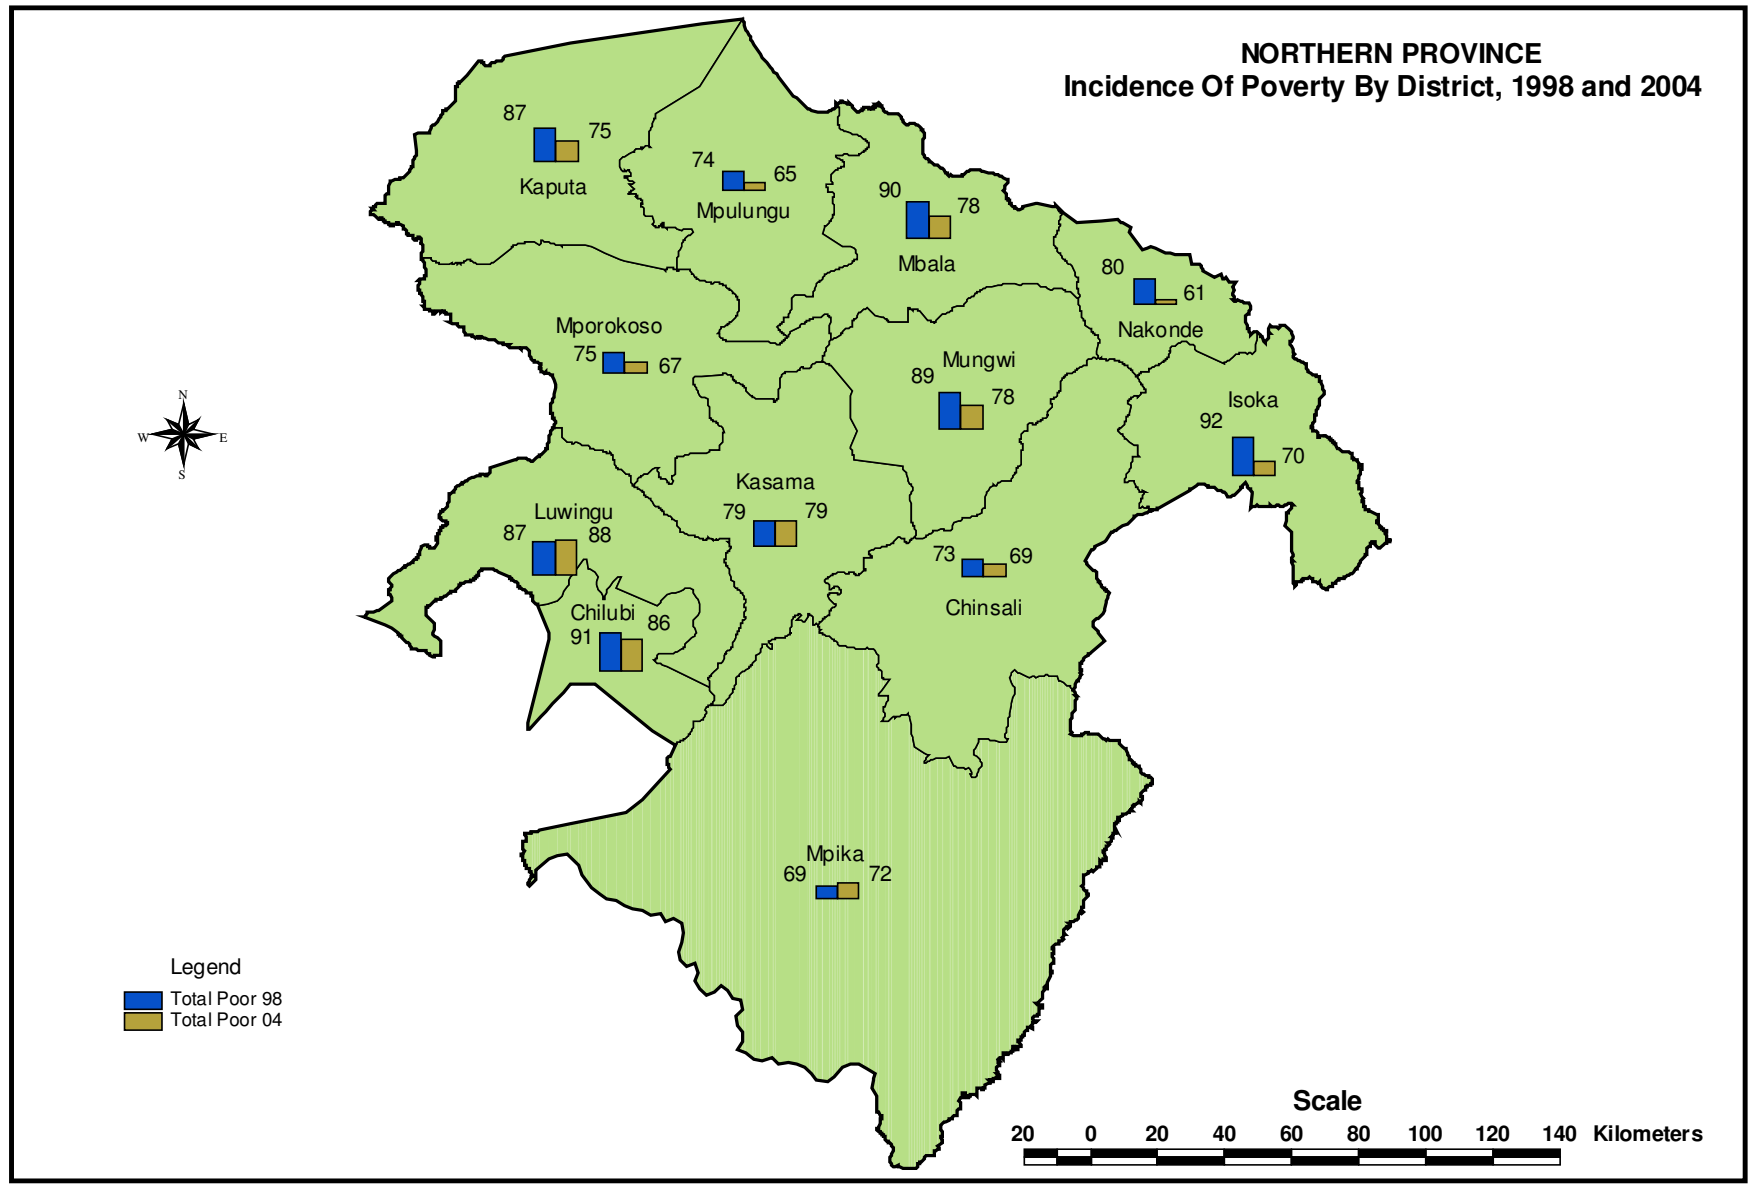 NORTHERN PROVINCE
Incidence Of Poverty By District, 1998 and 2004
87
75
Kaputa
74
65
Mpulungu
90
78
Mbala
80
61
Nakonde
Mporokoso
75
67
Mungwi
89
78
Isoka
92
70
N
W
E
S
Kasama
79
79
Luwingu
87
88
73
69
Chinsali
Chilubi
91
86
Mpika
69
72
Legend
Total Poor 98
Total Poor 04
Scale
20 0 20 40 60 80 100 120 140 Kilometers